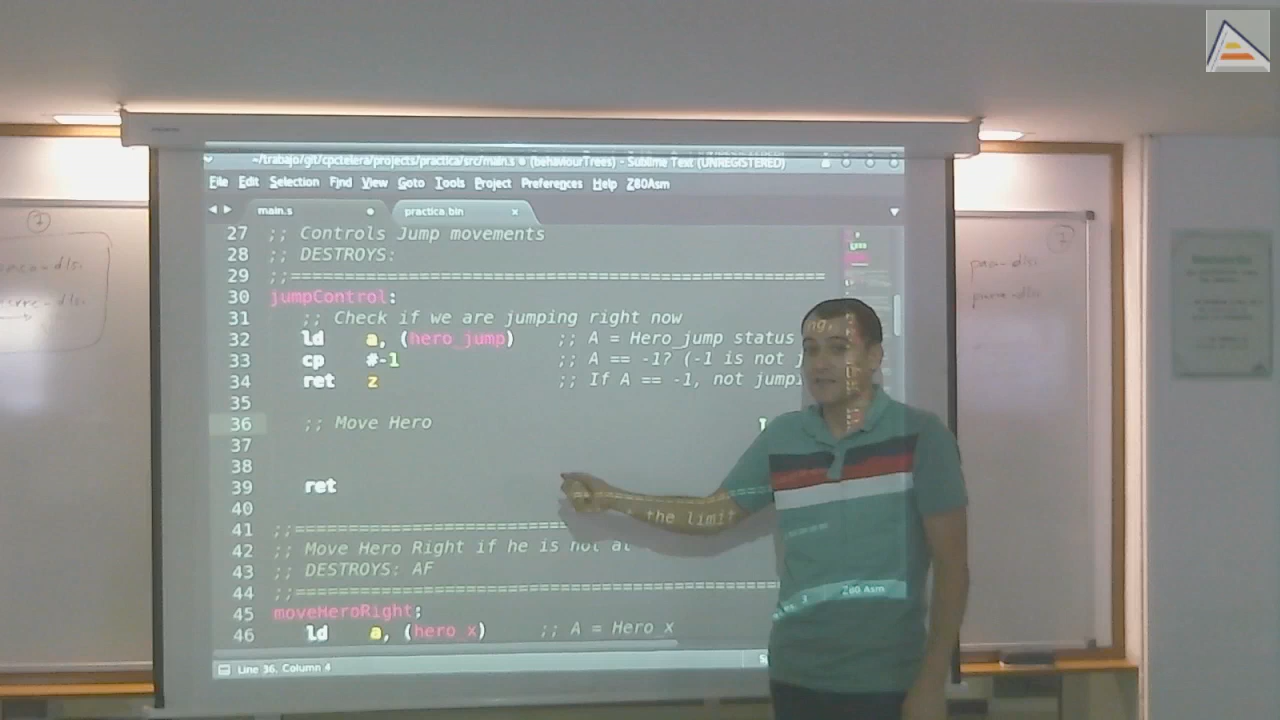 ~/trabajo/git/cpctelera/projects/practica/src/main.s • (behaviourTrees) - Sublime Text (UNREGISTERED)
File Edit Selection Find View Goto Tools Project Preferences Help Z80Asm
main.s practica.bin
27 ;; Controls Jump movements
28 ;; DESTROYS:
29 ;;====================================================
30 jumpControl:
31 ;; Check if we are jumping right now
32 ld a, (hero_jump) ;; A = Hero_jump status
33 cp #-1 ;; A == -1? (-1 is not j
34 ret z ;; If A == -1, not jumpi
35
36 ;; Move Hero
37
38
39 ret
40
41 ;;==========================
42 ;; Move Hero Right if he is not at the limit
43 ;; DESTROYS: AF
44 ;;================================================
45 moveHeroRight:
46 ld a, (hero_x) ;; A = Hero_x
Line 36, Column 4
Z80 Asm